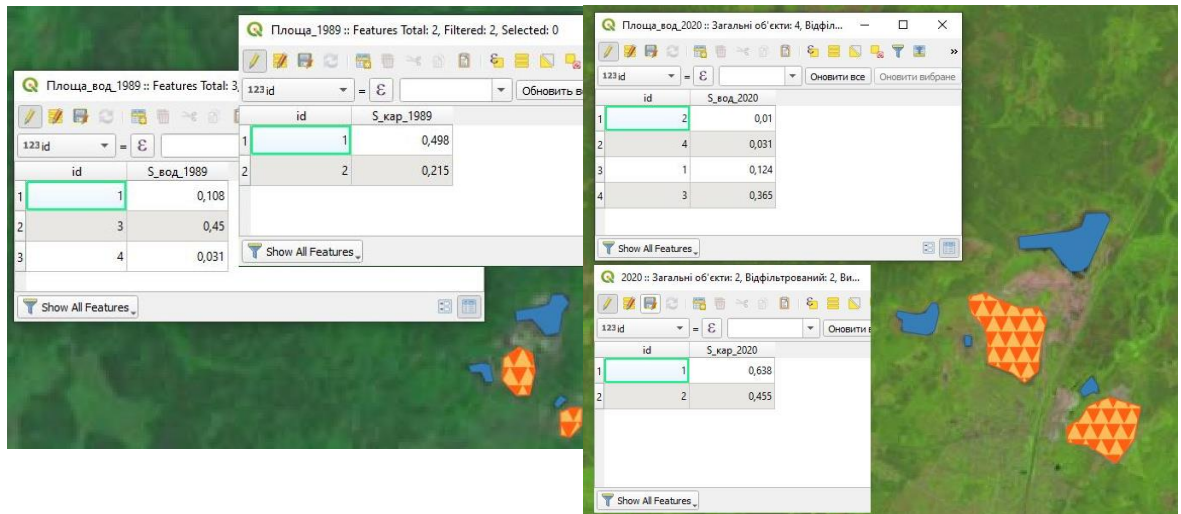 Площа_1989 :: Features Total: 2, Filtered: 2, Selected: 0
123 id = ε Обновить в
id S_кар_1989
1 1 0,498
2 2 0,215
Show All Features
Площа_вод_1989 :: Features Total: 3,
123 id = ε
id S_вод_1989
1 1 0,108
2 3 0,45
3 4 0,031
Show All Features
Площа_вод_2020 :: Загальні об'єкти: 4, Відфіл...
»
123 id = ε Оновити все Оновити вибране
id S_вод_2020
1 2 0,01
2 4 0,031
3 1 0,124
4 3 0,365
Show All Features
2020 :: Загальні об'єкти: 2, Відфільтрований: 2, Ви...
123 id = ε Оновити в
id S_кар_2020
1 1 0,638
2 2 0,455
Show All Features